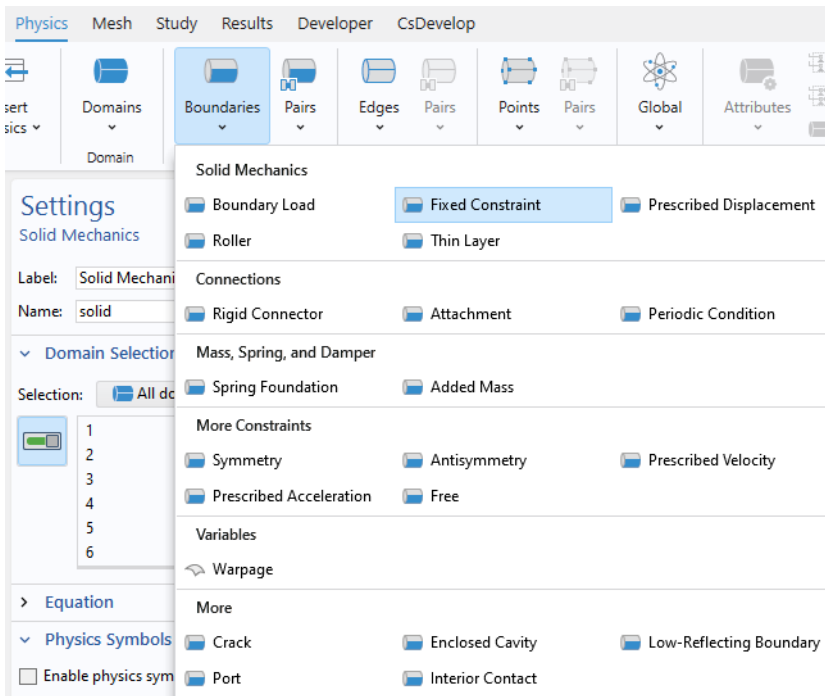 Physics Mesh Study Results Developer CsDevelop
sert Domains Boundaries Pairs Edges Pairs Points Pairs Global Attributes
sics
Domain
Settings
Solid Mechanics
Label: Solid Mechani
Name: solid
Domain Selection
Selection: All do
1
2
3
4
5
6
Equation
Physics Symbols
Enable physics sym
Solid Mechanics
Boundary Load Fixed Constraint Prescribed Displacement
Roller Thin Layer
Connections
Rigid Connector Attachment Periodic Condition
Mass, Spring, and Damper
Spring Foundation Added Mass
More Constraints
Symmetry Antisymmetry Prescribed Velocity
Prescribed Acceleration Free
Variables
Warpage
More
Crack Enclosed Cavity Low-Reflecting Boundary
Port Interior Contact